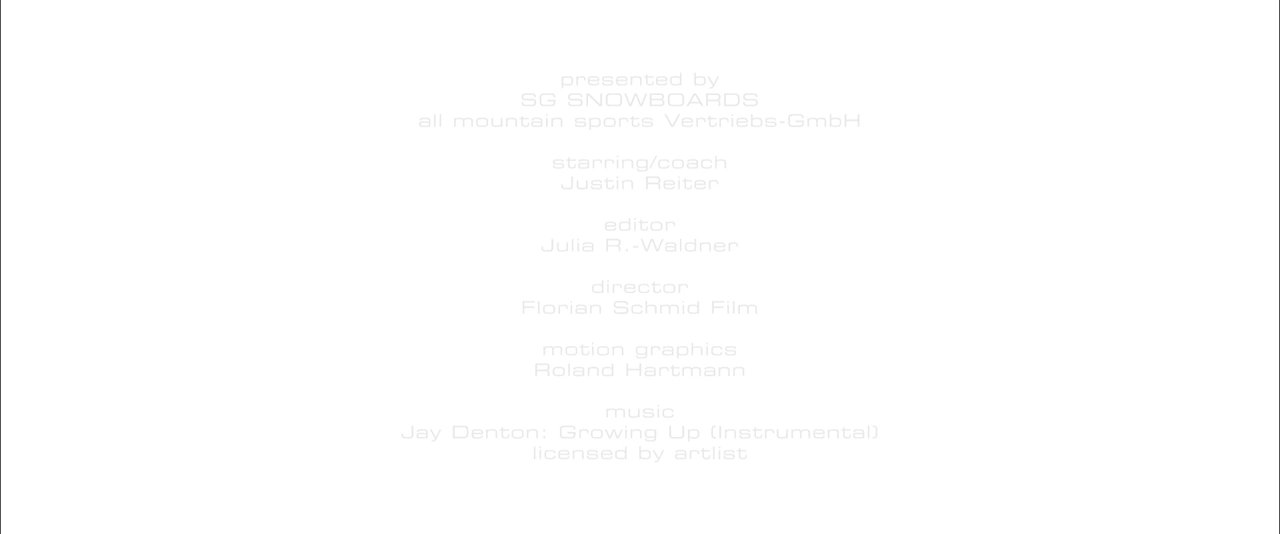 presented by
SG SNOWBOARDS
all mountain sports Vertriebs-GmbH
starring/coach
Justin Reiter
editor
Julia R.-Waldner
director
Florian Schmid Film
motion graphics
Roland Hartmann
music
Jay Denton: Growing Up (Instrumental)
licensed by artlist